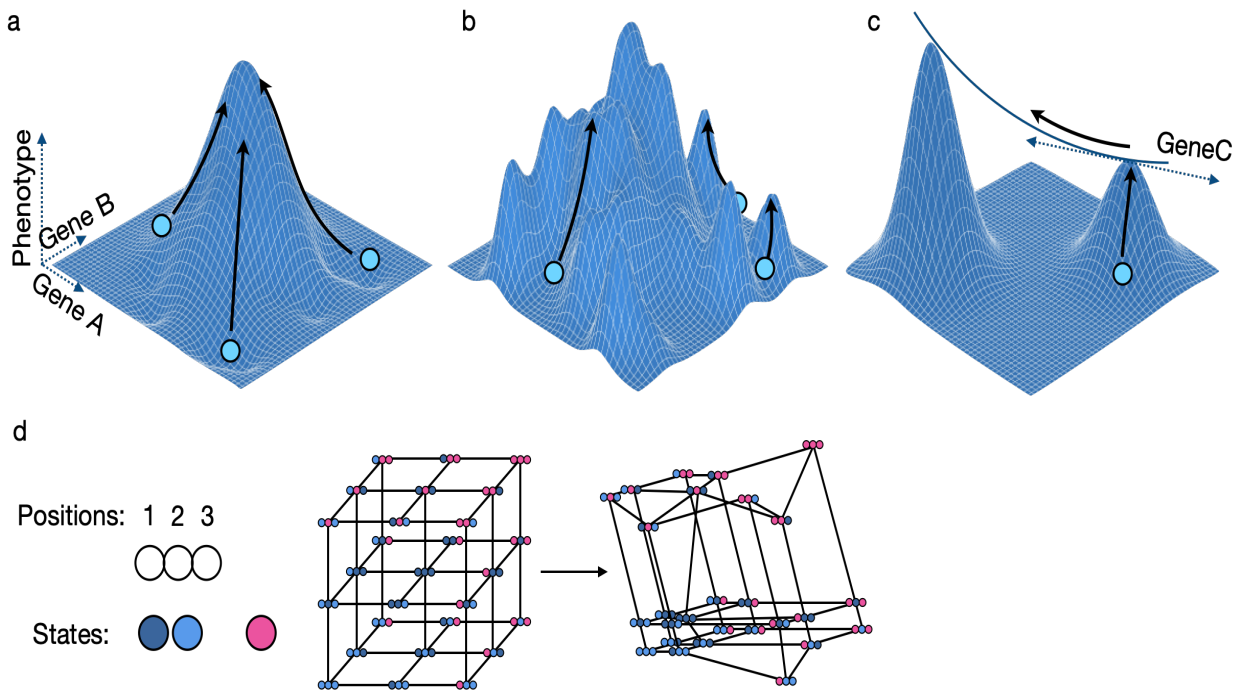 a
b
c
Phenotype
Gene B
Gene A
GeneC
d
Positions: 1 2 3
States: